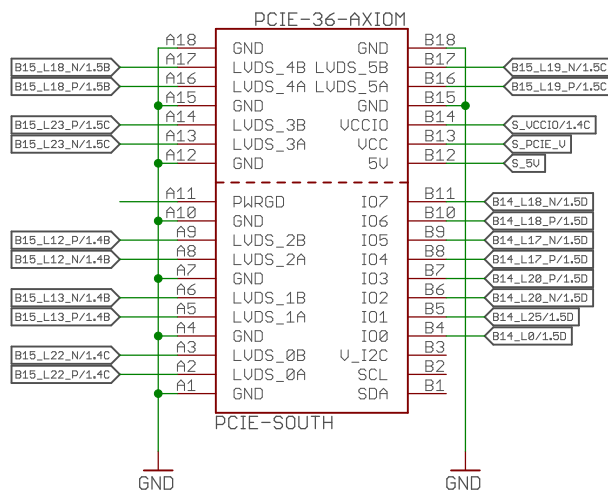 PCIE-36-AXIOM
A18 GND GND B18
B15_L18_N/1.5B A17 LVDS_4B LVDS_5B B17 B15_L19_N/1.5C
B15_L18_P/1.5B A16 LVDS_4A LVDS_5A B16 B15_L19_P/1.5C
A15 GND GND B15
B15_L23_P/1.5C A14 LVDS_3B VCCIO B14 S_VCCIO/1.4C
B15_L23_N/1.5C A13 LVDS_3A VCC B13 S_PCIE_V
A12 GND 5V B12 S_5V
A11 PWRGD IO7 B11 B14_L18_N/1.5D
A10 GND IO6 B10 B14_L18_P/1.5D
B15_L12_P/1.4B A9 LVDS_2B IO5 B9 B14_L17_N/1.5D
B15_L12_N/1.4B A8 LVDS_2A IO4 B8 B14_L17_P/1.5D
A7 GND IO3 B7 B14_L20_P/1.5D
B15_L13_N/1.4B A6 LVDS_1B IO2 B6 B14_L20_N/1.5D
B15_L13_P/1.4B A5 LVDS_1A IO1 B5 B14_L25/1.5D
A4 GND IO0 B4 B14_L0/1.5D
B15_L22_N/1.4C A3 LVDS_0B V_I2C B3
B15_L22_P/1.4C A2 LVDS_0A SCL B2
A1 GND SDA B1
PCIE-SOUTH
GND GND